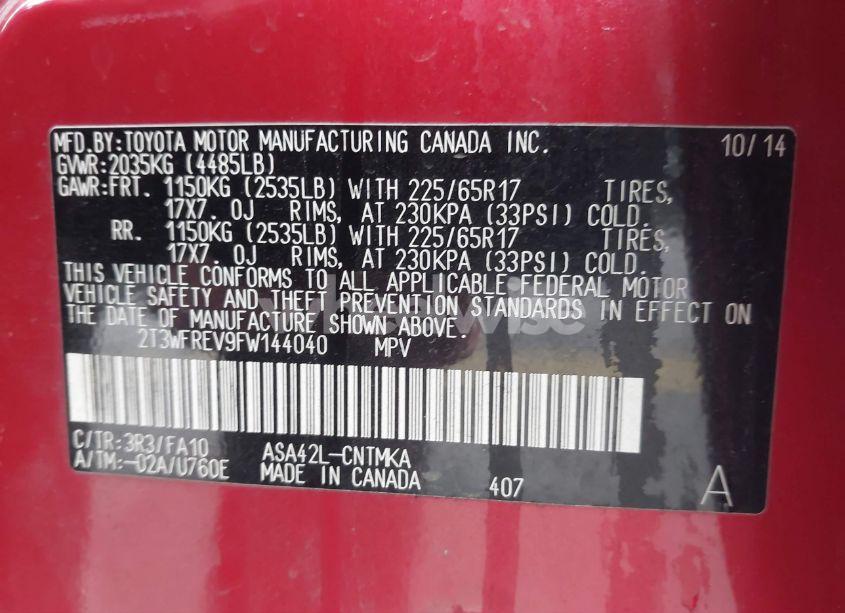 MFD.BY:TOYOTA MOTOR MANUFACTURING CANADA INC. 10/14
GVWR:2035KG (4485LB)
GAWR:FRT. 1150KG (2535LB) WITH 225/65R17 TIRES,
17X7.0J RIMS, AT 230KPA (33PSI) COLD.
RR. 1150KG (2535LB) WITH 225/65R17 TIRES,
17X7.0J RIMS, AT 230KPA (33PSI) COLD.
THIS VEHICLE CONFORMS TO ALL APPLICABLE FEDERAL MOTOR
VEHICLE SAFETY AND THEFT PREVENTION STANDARDS IN EFFECT ON
THE DATE OF MANUFACTURE SHOWN ABOVE.
2T3WFREV9FW144040 MPV
C/TR:3R3/FA10 ASA42L-CNTMKA
A/TM:-02A/U760E MADE IN CANADA 407 A